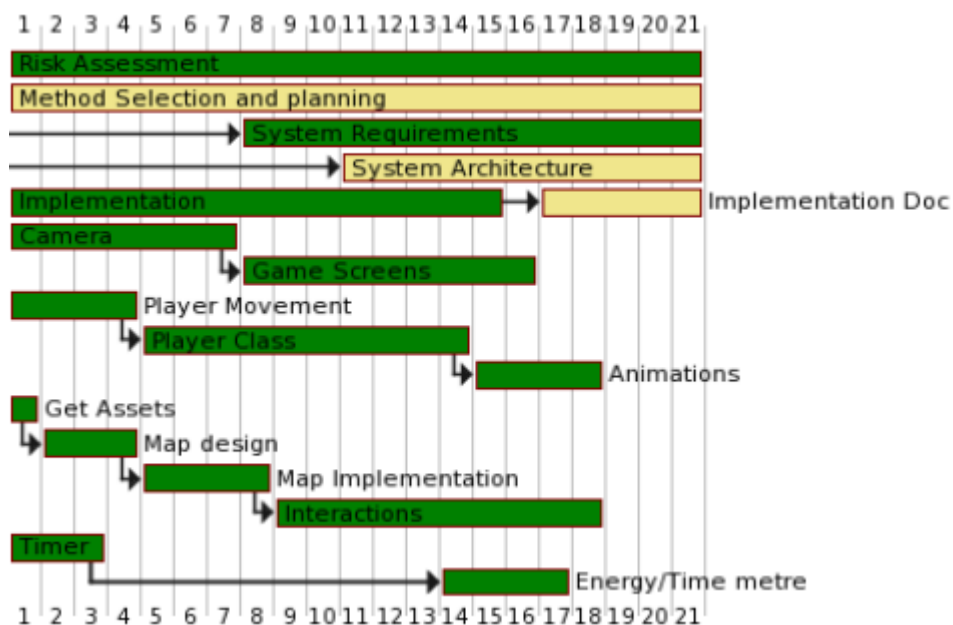 1 2 3 4 5 6 7 8 9 10 11 12 13 14 15 16 17 18 19 20 21
Risk Assessment
Method Selection and planning
System Requirements
System Architecture
Implementation Implementation Doc
Camera
Game Screens
Player Movement
Player Class
Animations
Get Assets
Map design
Map Implementation
Interactions
Timer
Energy/Time metre
1 2 3 4 5 6 7 8 9 10 11 12 13 14 15 16 17 18 19 20 21